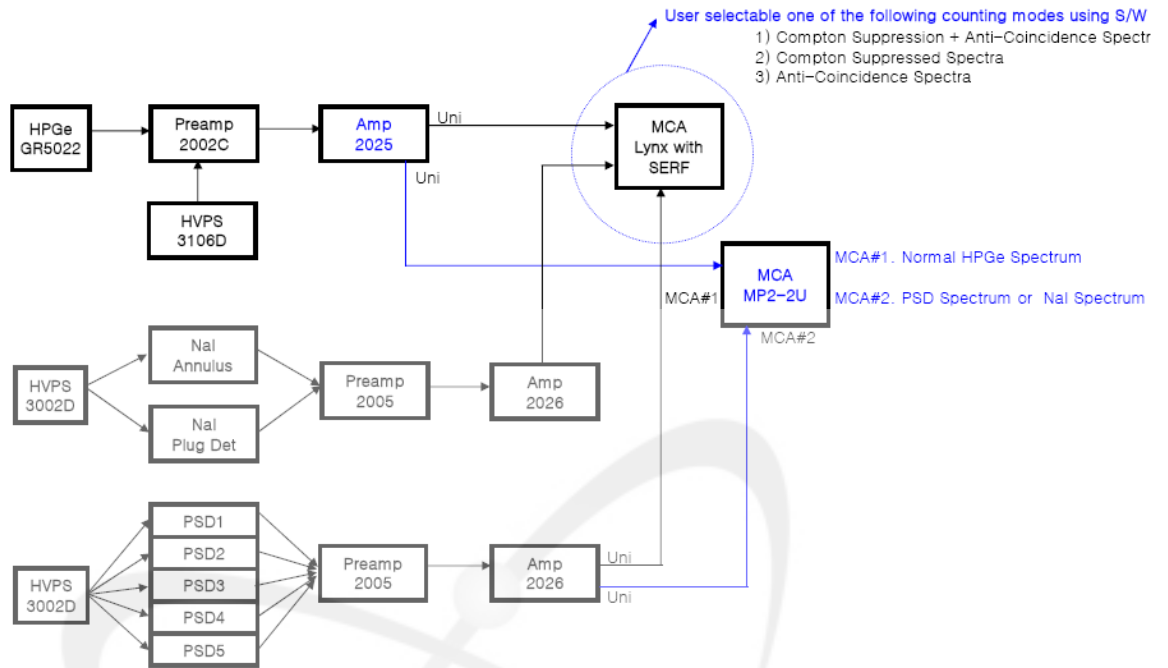 User selectable one of the following counting modes using S/W
1) Compton Suppression + Anti-Coincidence Spectr
2) Compton Suppressed Spectra
3) Anti-Coincidence Spectra
HPGe
GR5022
Preamp
2002C
Amp
2025
Uni
Uni
MCA
Lynx with
SERF
HVPS
3106D
MCA
MP2-2U
MCA#1. Normal HPGe Spectrum
MCA#2. PSD Spectrum or NaI Spectrum
MCA#1
MCA#2
HVPS
3002D
NaI
Annulus
NaI
Plug Det
Preamp
2005
Amp
2026
HVPS
3002D
PSD1
PSD2
PSD3
PSD4
PSD5
Preamp
2005
Amp
2026
Uni
Uni